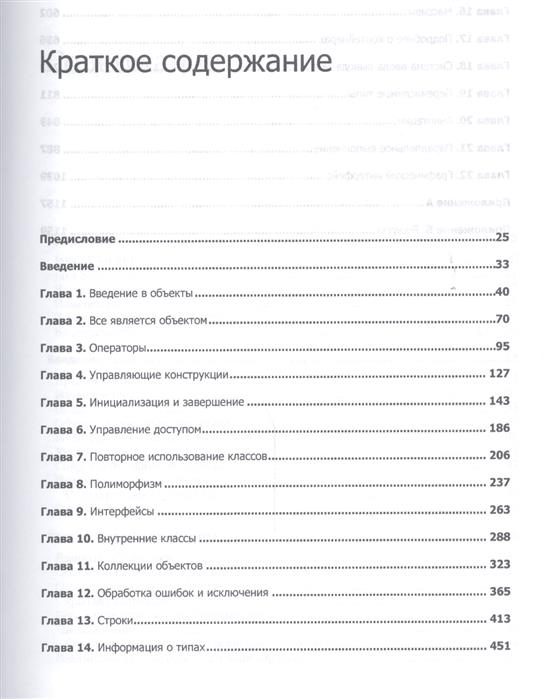 Краткое содержание
Предисловие 25
Введение 33
Глава 1. Введение в объекты 40
Глава 2. Все является объектом 70
Глава 3. Операторы 95
Глава 4. Управляющие конструкции 127
Глава 5. Инициализация и завершение 143
Глава 6. Управление доступом 186
Глава 7. Повторное использование классов 206
Глава 8. Полиморфизм 237
Глава 9. Интерфейсы 263
Глава 10. Внутренние классы 288
Глава 11. Коллекции объектов 323
Глава 12. Обработка ошибок и исключения 365
Глава 13. Строки 413
Глава 14. Информация о типах 451